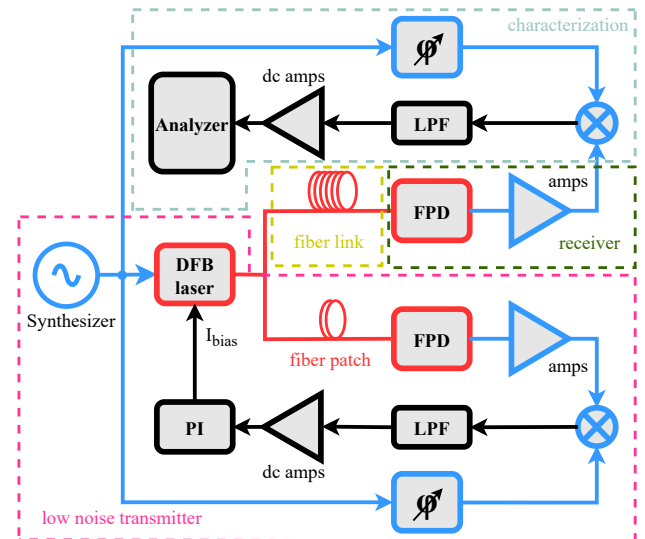 characterization
φ
dc amps
Analyzer
LPF
amps
FPD
fiber link
receiver
DFB
laser
Synthesizer
I_bias
FPD
fiber patch
amps
PI
LPF
dc amps
φ
low noise transmitter